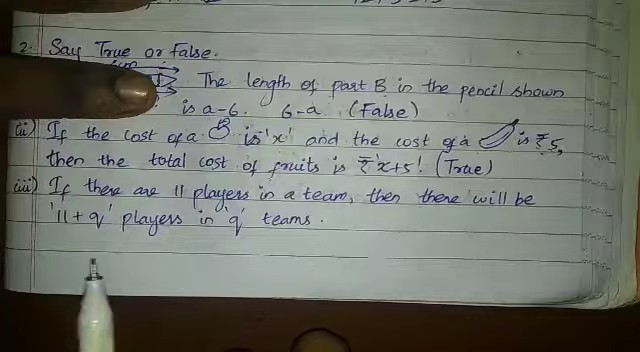 2. Say True or False.
The length of part B in the pencil shown
is a-6. 6-a (False)
(ii) If the cost of a is 'x' and the cost of a is ₹5,
then the total cost of fruits is ₹'x+5'. (True)
(iii) If there are 11 players in a team, then there will be
'11+q' players in 'q' teams.